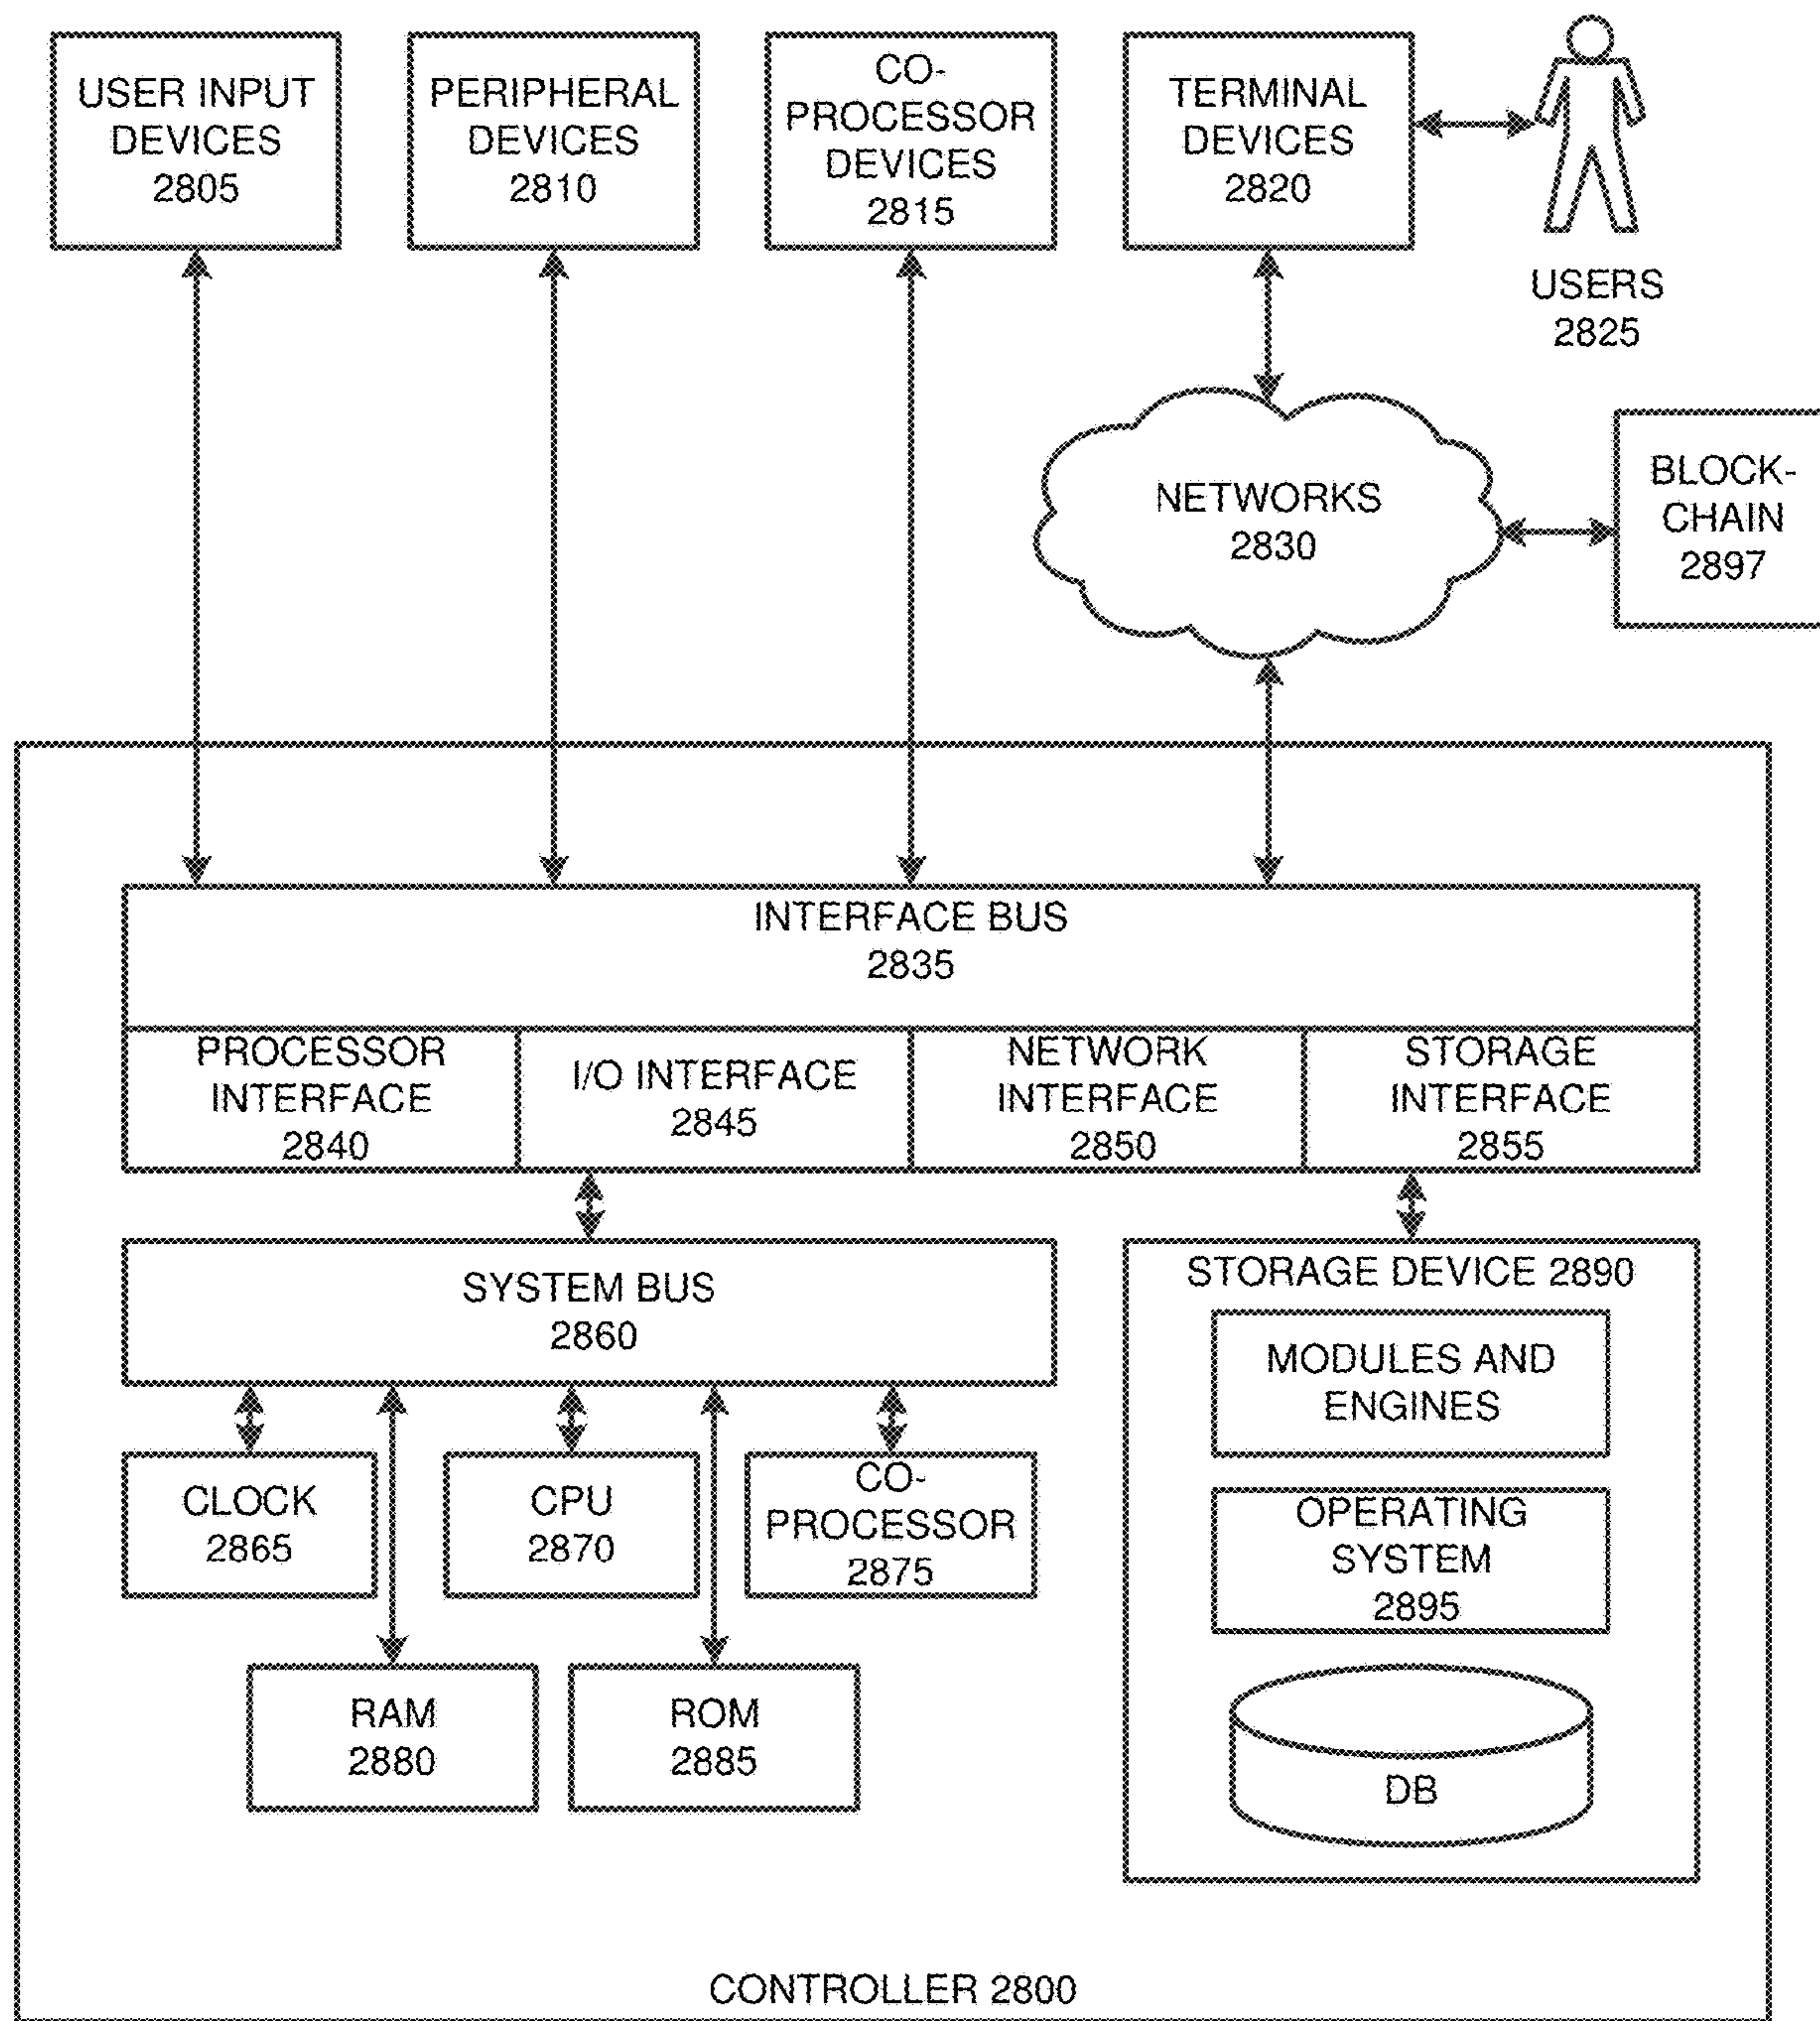 USER INPUT
DEVICES
2805
PERIPHERAL
DEVICES
2810
CO-
PROCESSOR
DEVICES
2815
TERMINAL
DEVICES
2820
USERS
2825
NETWORKS
2830
BLOCK-
CHAIN
2897
INTERFACE BUS
2835
PROCESSOR
INTERFACE
2840
I/O INTERFACE
2845
NETWORK
INTERFACE
2850
STORAGE
INTERFACE
2855
SYSTEM BUS
2860
STORAGE DEVICE 2890
MODULES AND
ENGINES
OPERATING
SYSTEM
2895
DB
CLOCK
2865
CPU
2870
CO-
PROCESSOR
2875
RAM
2880
ROM
2885
CONTROLLER 2800